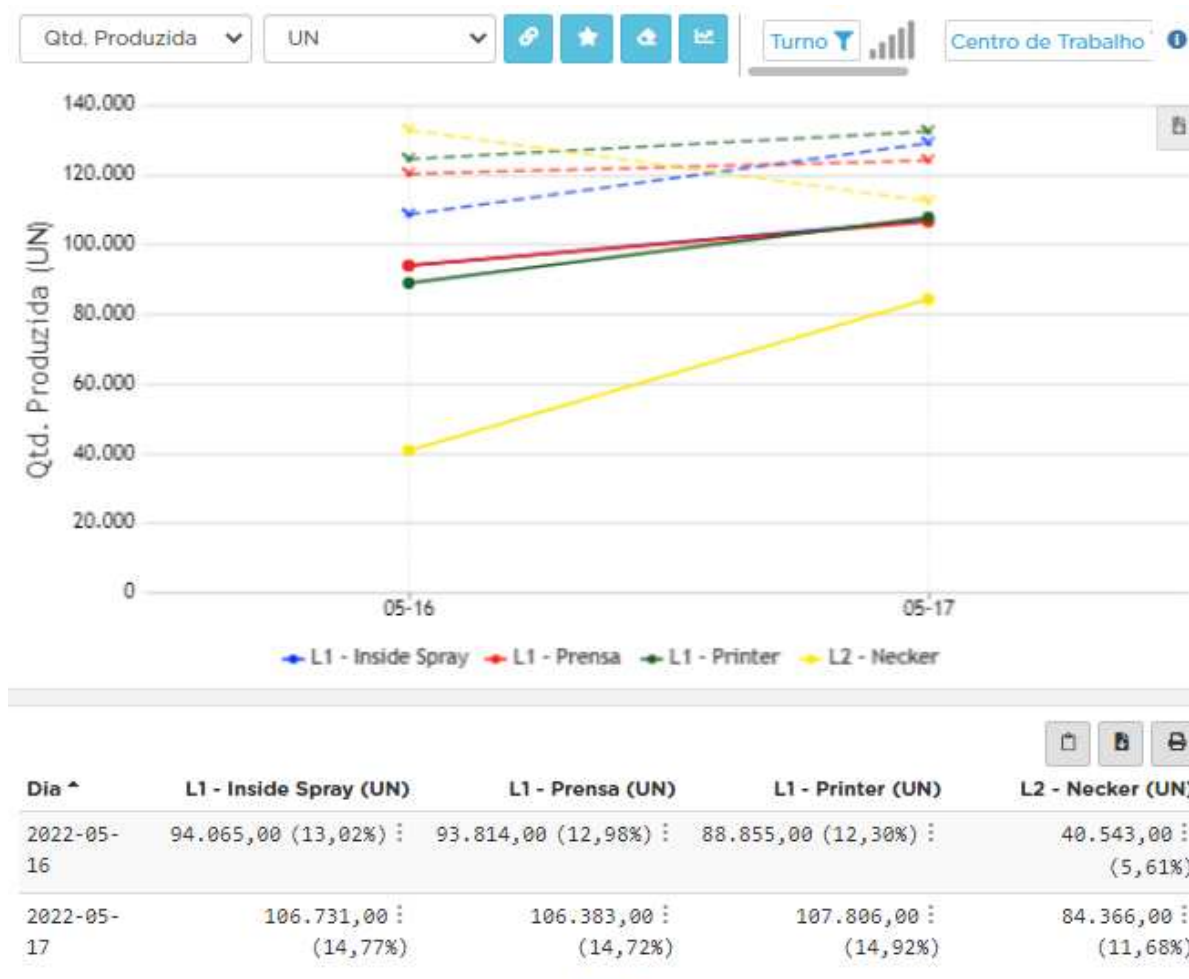 Qtd. Produzida UN Turno Centro de Trabalho
140.000
120.000
100.000
80.000
60.000
40.000
20.000
0
Qtd. Produzida (UN)
05-16 05-17
L1 - Inside Spray L1 - Prensa L1 - Printer L2 - Necker
Dia L1 - Inside Spray (UN) L1 - Prensa (UN) L1 - Printer (UN) L2 - Necker (UN)
2022-05- 94.065,00 (13,02%) 93.814,00 (12,98%) 88.855,00 (12,30%) 40.543,00
16 (5,61%)
2022-05- 106.731,00 106.383,00 107.806,00 84.366,00
17 (14,77%) (14,72%) (14,92%) (11,68%)